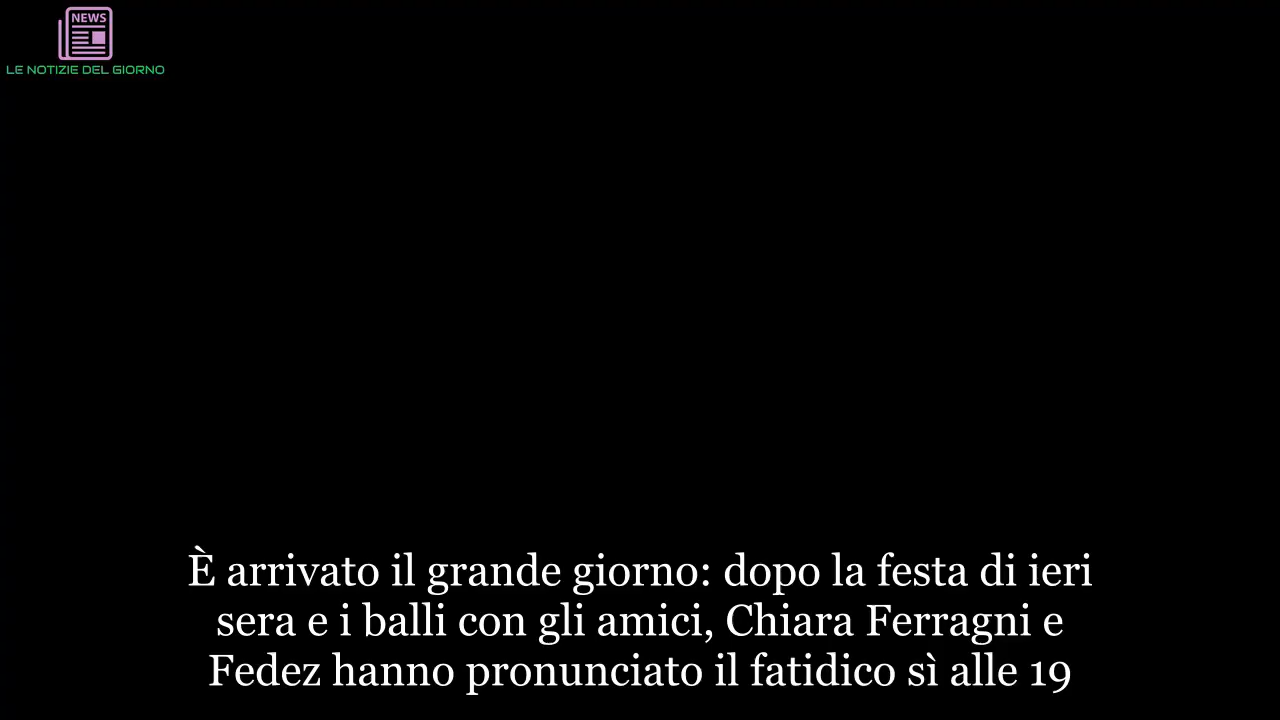 NEWS
LE NOTIZIE DEL GIORNO
È arrivato il grande giorno: dopo la festa di ieri
sera e i balli con gli amici, Chiara Ferragni e
Fedez hanno pronunciato il fatidico sì alle 19